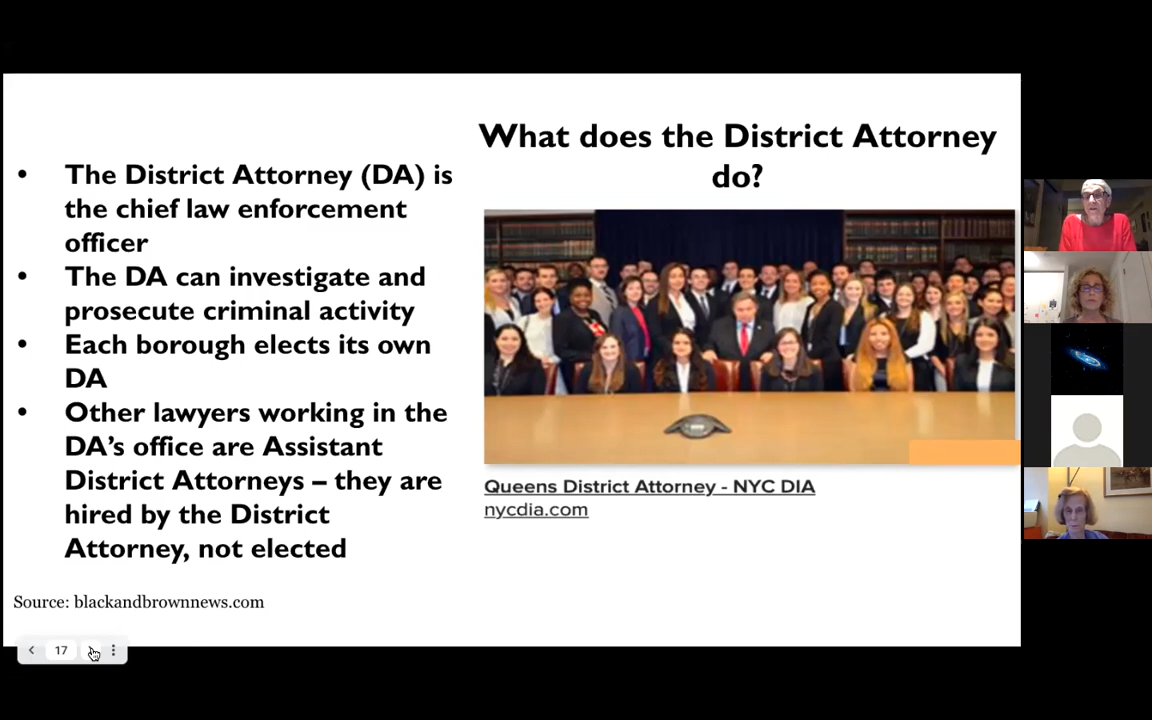 What does the District Attorney
do?
• The District Attorney (DA) is
the chief law enforcement
officer
• The DA can investigate and
prosecute criminal activity
• Each borough elects its own
DA
• Other lawyers working in the
DA’s office are Assistant
District Attorneys – they are
hired by the District
Attorney, not elected
Queens District Attorney - NYC DIA
nycdia.com
Source: blackandbrownnews.com
17